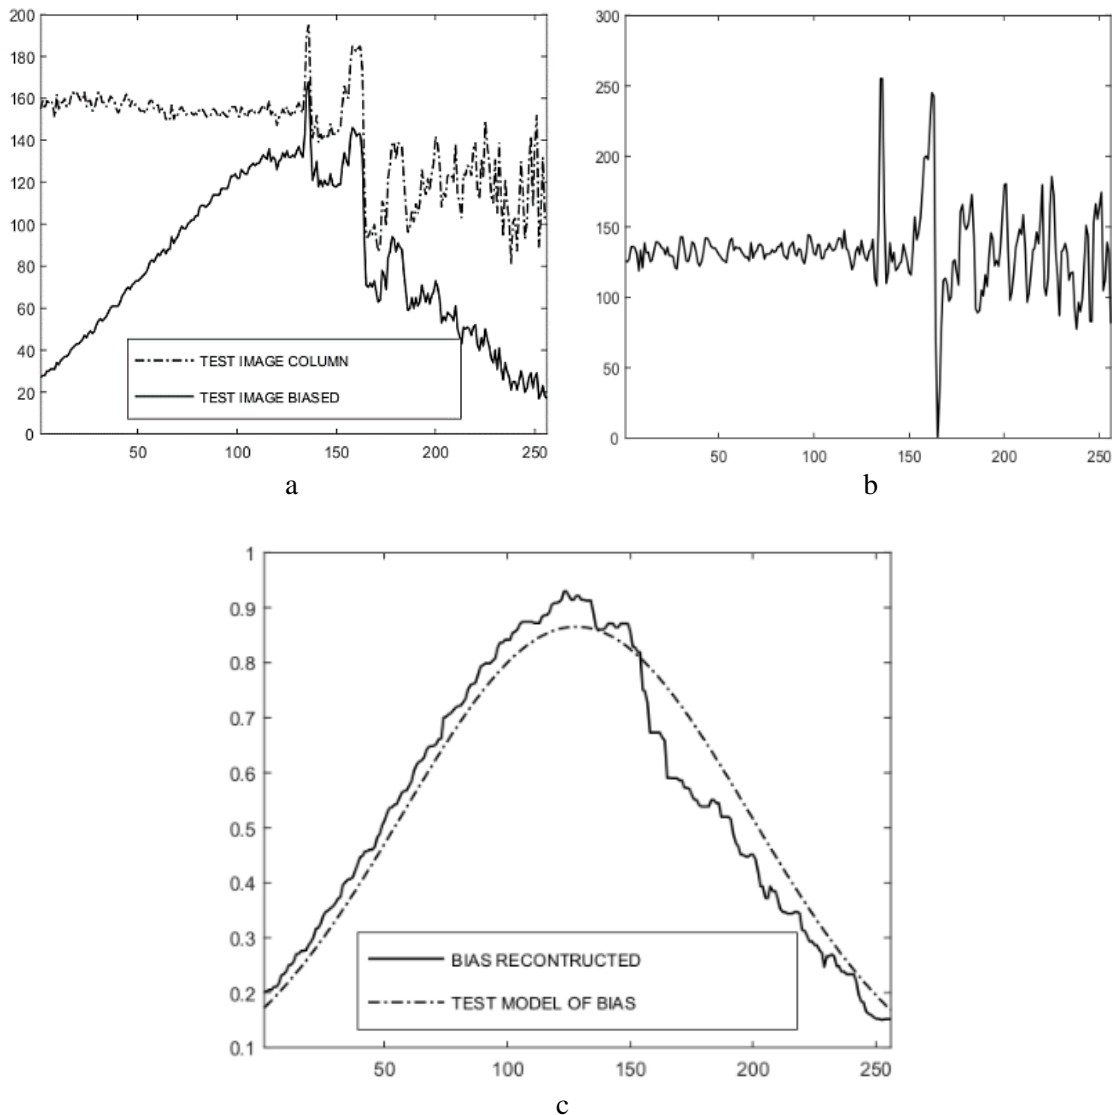 200
180
160
140
120
100
80
60
40
20
0
TEST IMAGE COLUMN
TEST IMAGE BIASED
50 100 150 200 250
a
300
250
200
150
100
50
0
50 100 150 200 250
b
1
0.9
0.8
0.7
0.6
0.5
0.4
0.3
0.2
0.1
BIAS RECONTRUCTED
TEST MODEL OF BIAS
50 100 150 200 250
c